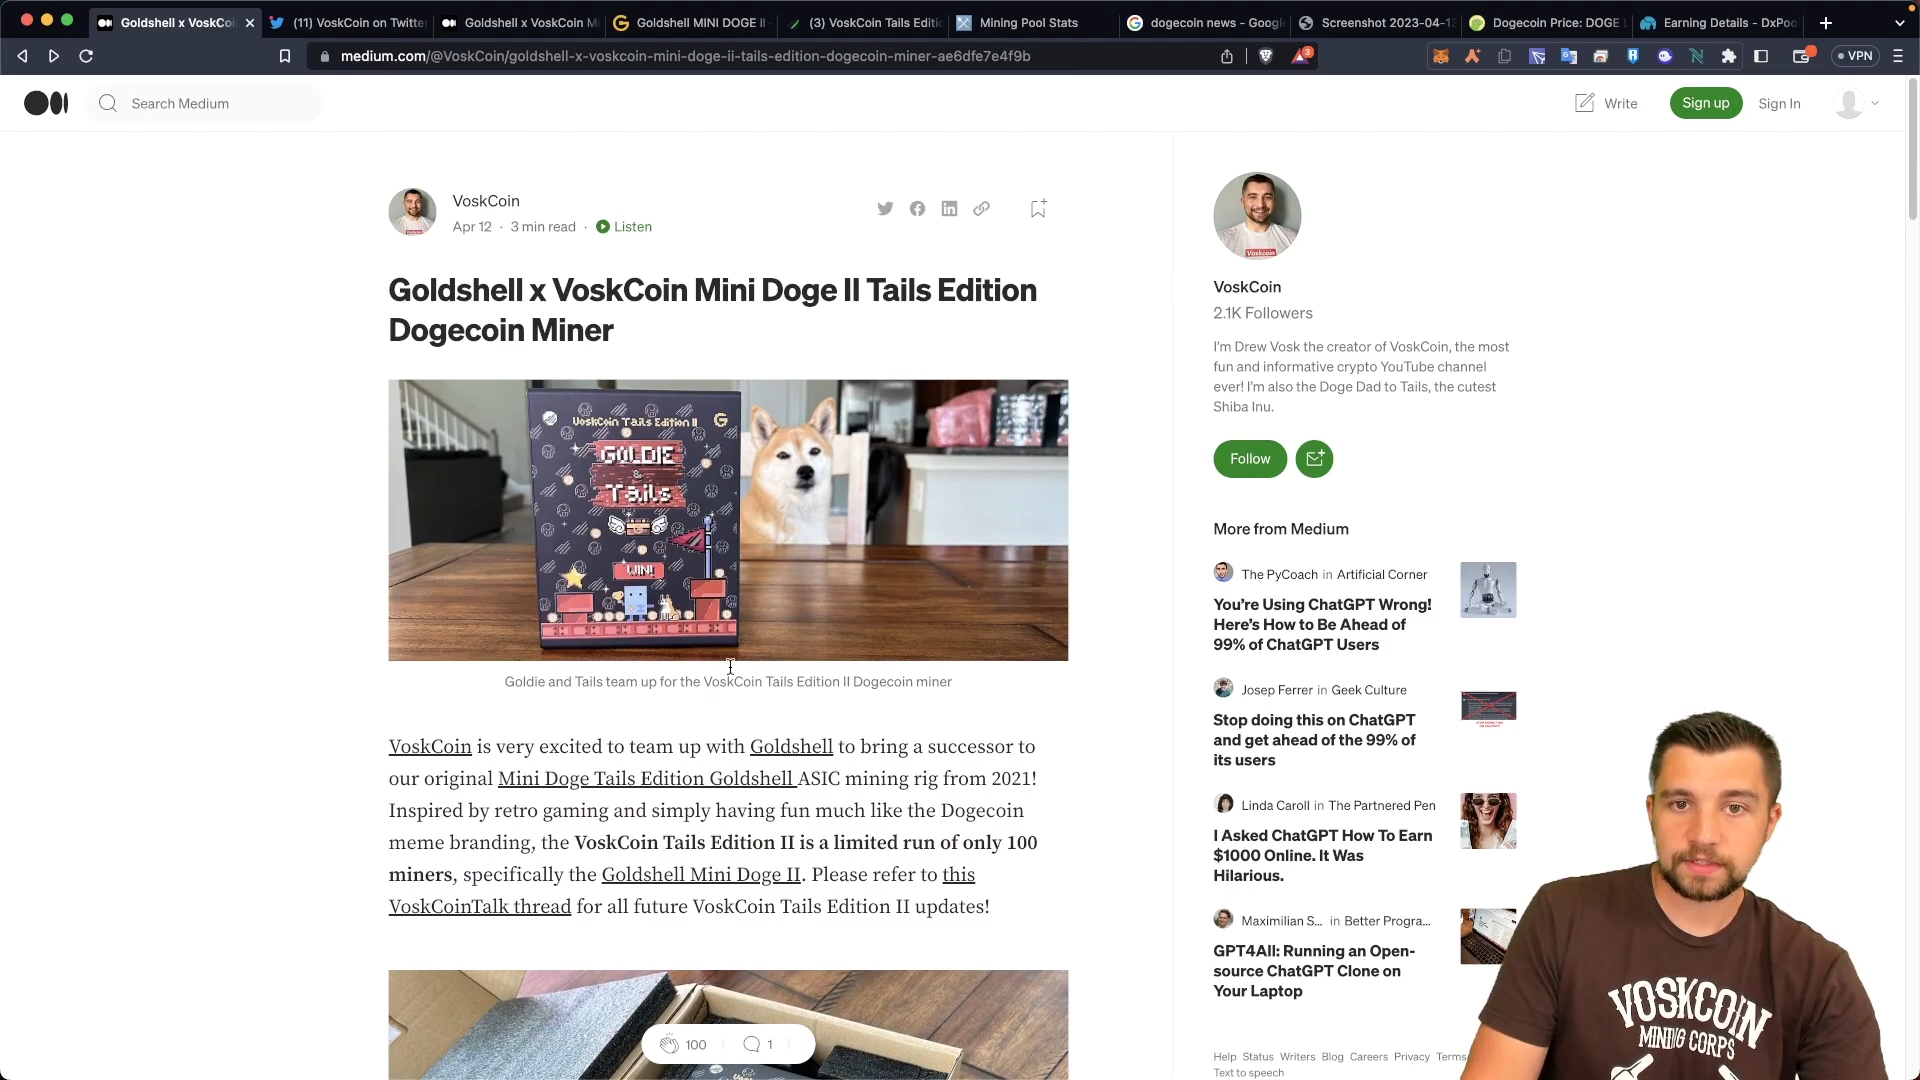 Goldshell x VoskCoi
(11) VoskCoin on Twitte
Goldshell x VoskCoin M
Goldshell MINI DOGE II
(3) VoskCoin Tails Editi
Mining Pool Stats
dogecoin news - Googl
Screenshot 2023-04-1
Dogecoin Price: DOGE
Earning Details - DxPoo
medium.com/@VoskCoin/goldshell-x-voskcoin-mini-doge-ii-tails-edition-dogecoin-miner-ae6dfe7e4f9b
3
VPN
Search Medium
Write
Sign up
Sign In
VoskCoin
Apr 12 · 3 min read · Listen
Goldshell x VoskCoin Mini Doge II Tails Edition
Dogecoin Miner
VoskCoin Tails Edition II
GOLDIE
&
Tails
WIN!
Goldie and Tails team up for the VoskCoin Tails Edition II Dogecoin miner
VoskCoin is very excited to team up with Goldshell to bring a successor to
our original Mini Doge Tails Edition Goldshell ASIC mining rig from 2021!
Inspired by retro gaming and simply having fun much like the Dogecoin
meme branding, the VoskCoin Tails Edition II is a limited run of only 100
miners, specifically the Goldshell Mini Doge II. Please refer to this
VoskCoinTalk thread for all future VoskCoin Tails Edition II updates!
100
1
Voskcoin
VoskCoin
2.1K Followers
I'm Drew Vosk the creator of VoskCoin, the most
fun and informative crypto YouTube channel
ever! I'm also the Doge Dad to Tails, the cutest
Shiba Inu.
Follow
More from Medium
The PyCoach in Artificial Corner
You're Using ChatGPT Wrong!
Here's How to Be Ahead of
99% of ChatGPT Users
Josep Ferrer in Geek Culture
Stop doing this on ChatGPT
and get ahead of the 99% of
its users
Linda Caroll in The Partnered Pen
I Asked ChatGPT How To Earn
$1000 Online. It Was
Hilarious.
Maximilian S... in Better Progra...
GPT4All: Running an Open-
source ChatGPT Clone on
Your Laptop
Help Status Writers Blog Careers Privacy Terms
Text to speech
VOSKCOIN
MINING CORPS